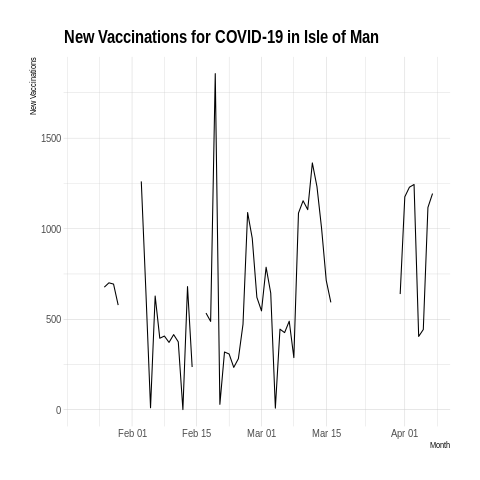 New Vaccinations for COVID-19 in Isle of Man
New Vaccinations
1500
1000
500
0
Feb 01 Feb 15 Mar 01 Mar 15 Apr 01
Month